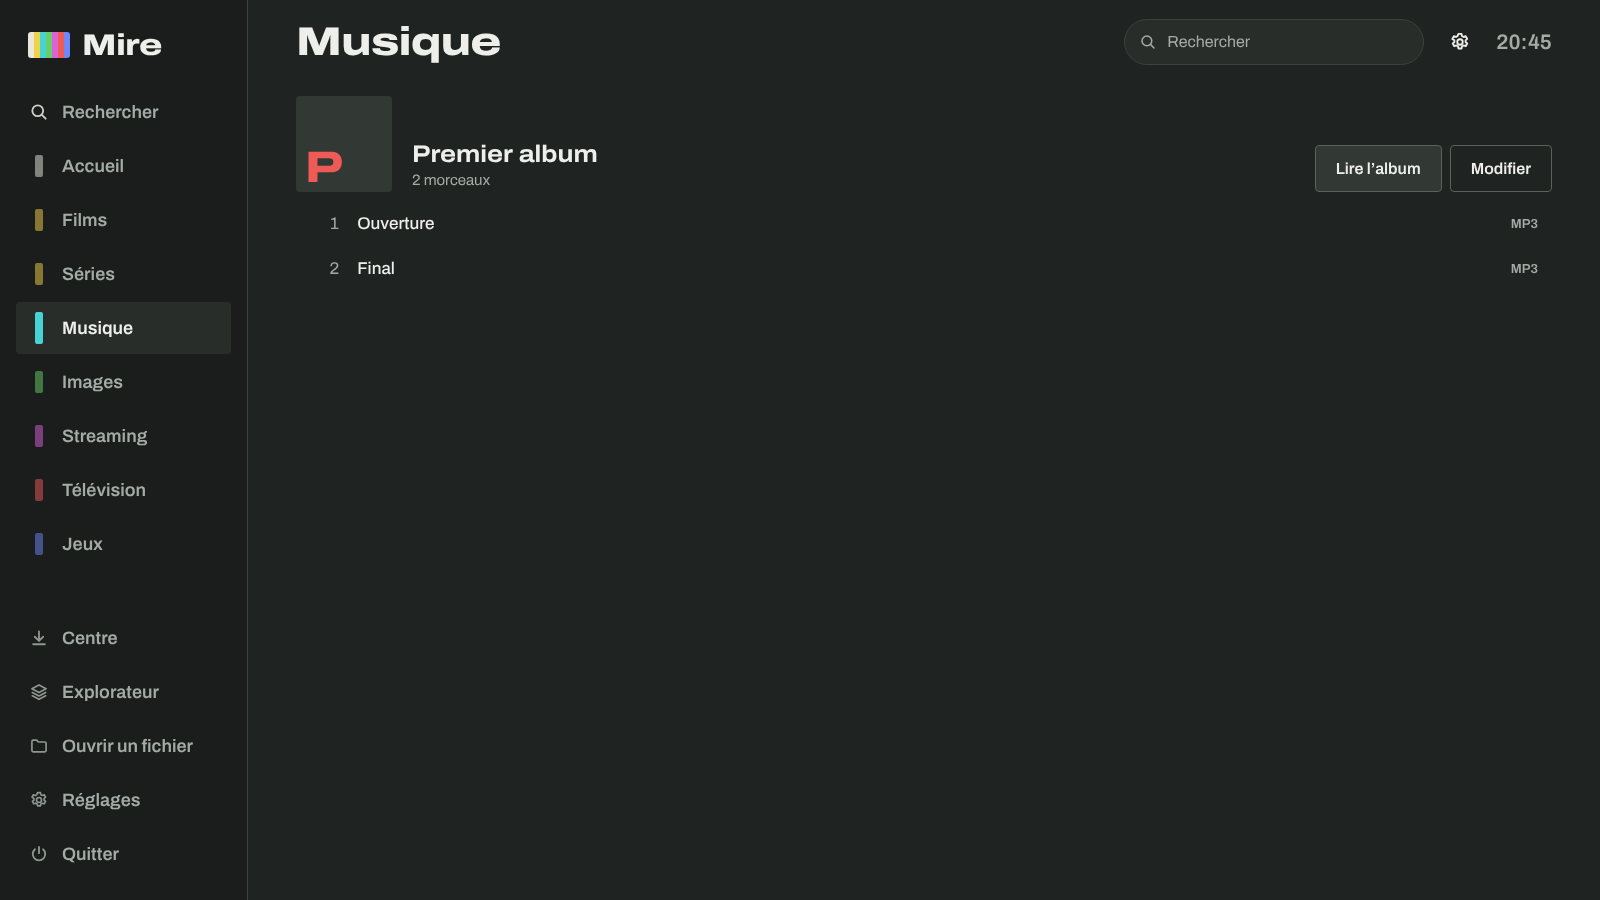 Mire
Rechercher
Accueil
Films
Séries
Musique
Images
Streaming
Télévision
Jeux
Centre
Explorateur
Ouvrir un fichier
Réglages
Quitter
Musique
Rechercher
20:45
P
Premier album
2 morceaux
Lire l’album
Modifier
1 Ouverture MP3
2 Final MP3